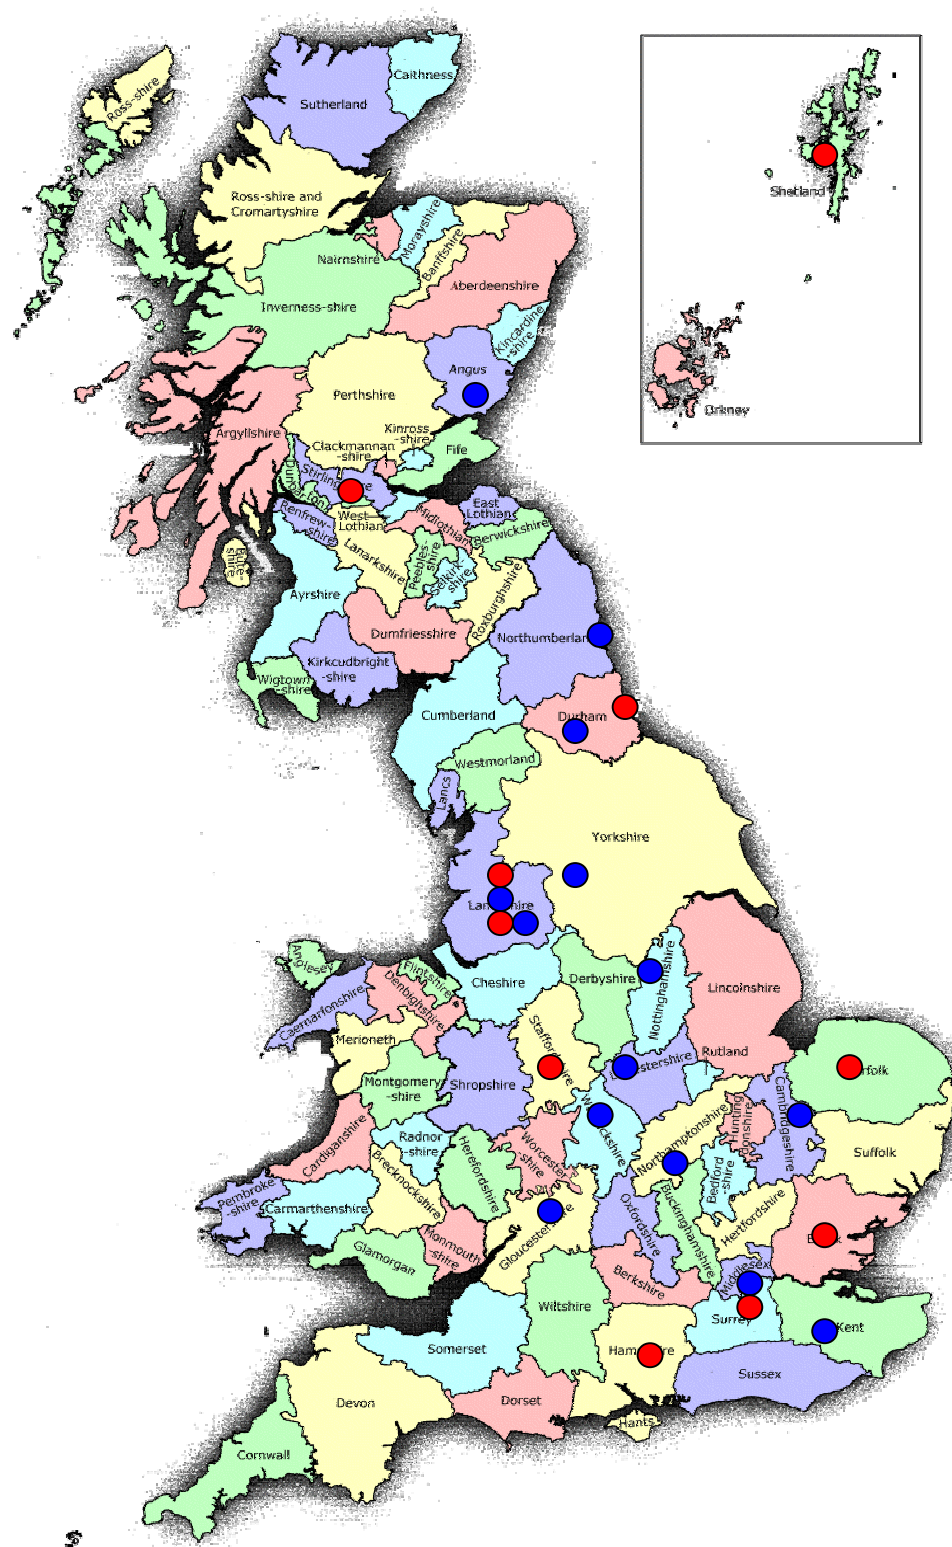 Caithness
Ross-shire
Sutherland
Shetland
Ross-shire and
Cromartyshire
Morayshire
Banffshire
Nairnshire
Aberdeenshire
Inverness-shire
Kincardine
-shire
Angus
Perthshire
Orkney
Kinross
-shire
Argyllshire
Clackmannan
-shire
Fife
East
Lothian
West
Lothian
Midlothian
Renfrew-
shire
Berwickshire
Lanarkshire
Peebles-
shire
Selkirk
-shire
Bute-
shire
Ayrshire
Roxburghshire
Dumfriesshire
Kirkcudbright
-shire
Wigtown
-shire
Cumberland
Durham
Westmorland
Lancs
Yorkshire
Anglesey
Flintshire
Denbighshire
Caernarfonshire
Cheshire
Derbyshire
Nottinghamshire
Lincolnshire
Merioneth
Rutland
Montgomery
-shire
Shropshire
Cambridgeshire
Hunting
donshire
Northamptonshire
Suffolk
Cardiganshire
Radnor
-shire
Worcester
-shire
Herefordshire
Brecknockshire
Bedford
-shire
Pembroke
-shire
Carmarthenshire
Buckinghamshire
Oxfordshire
Hertfordshire
Monmouth
-shire
Glamorgan
Middlesex
Berkshire
Wiltshire
Surrey
Kent
Somerset
Sussex
Devon
Dorset
Hants
Cornwall